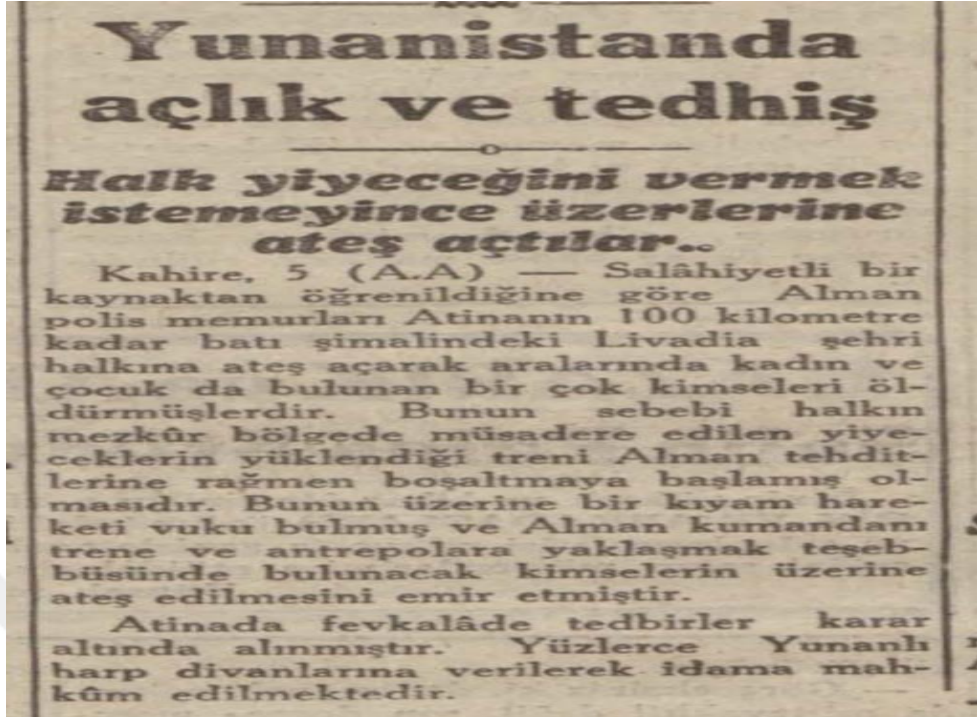 Yunanistanda
açlık ve tedhiş
Halk yiyeceğini vermek
istemeyince üzerlerine
ateş açtılar..
Kahire, 5 (A.A) — Salâhiyetli bir
kaynaktan öğrenildiğine göre Alman
polis memurları Atinanın 100 kilometre
kadar batı şimalindeki Livadia şehri
halkına ateş açarak aralarında kadın ve
çocuk da bulunan bir çok kimseleri öl-
dürmüşlerdir. Bunun sebebi halkın
mezkûr bölgede müsadere edilen yiye-
ceklerin yüklendiği treni Alman tehdit-
lerine rağmen boşaltmaya başlamış ol-
masıdır. Bunun üzerine bir kıyam hare-
keti vuku bulmuş ve Alman kumandanı
trene ve antrepolara yaklaşmak teşeb-
büsünde bulunacak kimselerin üzerine
ateş edilmesini emir etmiştir.
Atinada fevkalâde tedbirler karar
altında alınmıştır. Yüzlerce Yunanlı
harp divanlarına verilerek idama mah-
kûm edilmektedir.